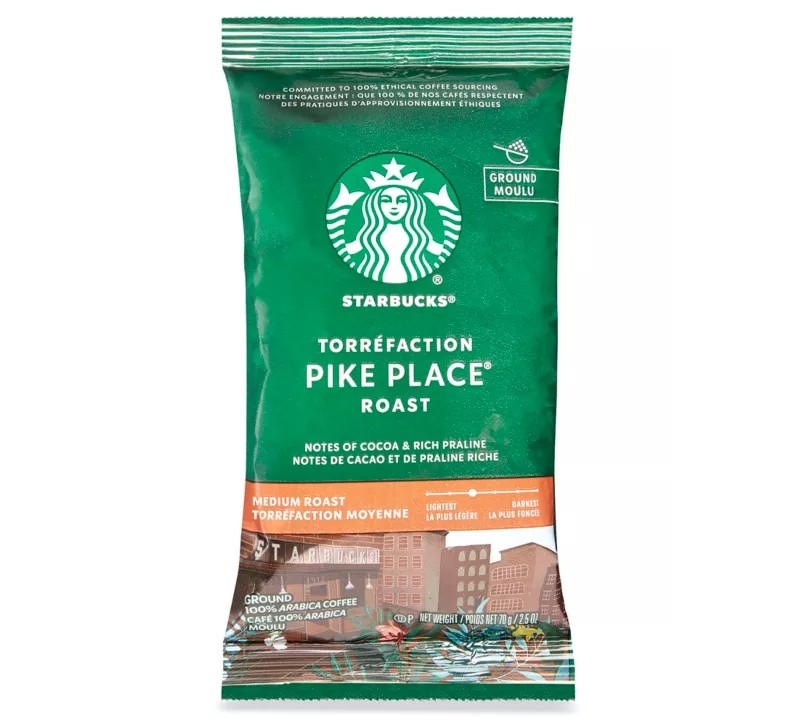 COMMITTED TO 100% ETHICAL COFFEE SOURCING
NOTRE ENGAGEMENT : QUE 100 % DE NOS CAFÉS RESPECTENT
DES PRATIQUES D'APPROVISIONNEMENT ÉTHIQUES
GROUND
MOULU
®
STARBUCKS®
TORRÉFACTION
PIKE PLACE®
ROAST
NOTES OF COCOA & RICH PRALINE
NOTES DE CACAO ET DE PRALINE RICHE
MEDIUM ROAST
TORRÉFACTION MOYENNE
LIGHTEST
LA PLUS LÉGÈRE
DARKEST
LA PLUS FONCÉE
STARBUCKS
1912
GROUND
100% ARABICA COFFEE
CAFÉ 100% ARABICA
MOULU
P NET WEIGHT / POIDS NET 70 g / 2.5 OZ